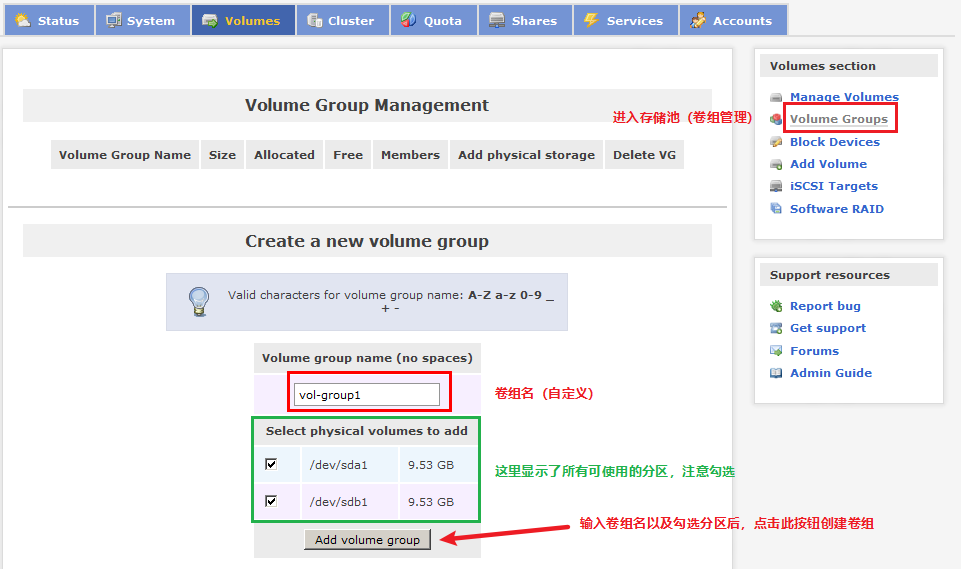 Status System Volumes Cluster Quota Shares Services Accounts
Volume Group Management
Volume Group Name Size Allocated Free Members Add physical storage Delete VG
进入存储池（卷组管理）
Volumes section
Manage Volumes
Volume Groups
Block Devices
Add Volume
iSCSI Targets
Software RAID
Create a new volume group
Valid characters for volume group name: A-Z a-z 0-9 _
+ -
Volume group name (no spaces)
vol-group1
卷组名（自定义）
Select physical volumes to add
/dev/sda1 9.53 GB
/dev/sdb1 9.53 GB
这里显示了所有可使用的分区，注意勾选
Add volume group
输入卷组名以及勾选分区后，点击此按钮创建卷组
Support resources
Report bug
Get support
Forums
Admin Guide